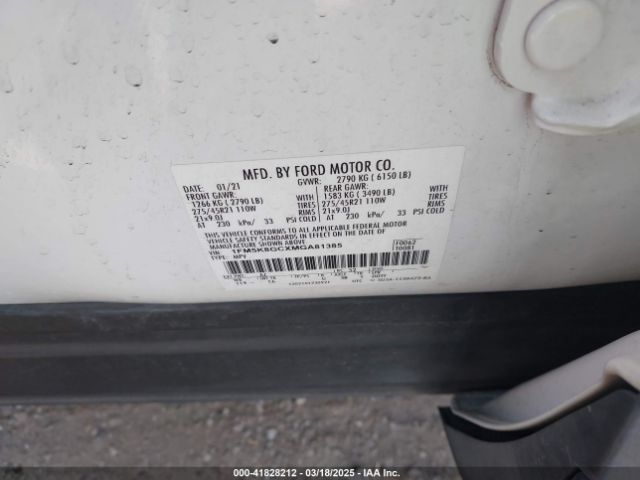 MFD. BY FORD MOTOR CO.
DATE: 01/21 GVWR: 2790 KG ( 6150 LB)
FRONT GAWR: REAR GAWR:
1266 KG ( 2790 LB) WITH 1583 KG ( 3490 LB) WITH
275/45R21 110W TIRES 275/45R21 110W TIRES
21x9.0J RIMS 21x9.0J RIMS
AT 230 kPa/ 33 PSI COLD AT 230 kPa/ 33 PSI COLD
THIS VEHICLE CONFORMS TO ALL APPLICABLE FEDERAL MOTOR
VEHICLE SAFETY AND BUMPER STANDARDS IN EFFECT ON THE DATE OF
MANUFACTURE SHOWN ABOVE.
VIN: 1FM5K8GCXMGA81385 F0062
TYPE: MPV T0081
000-41828212 — 03/18/2025 — IAA Inc.